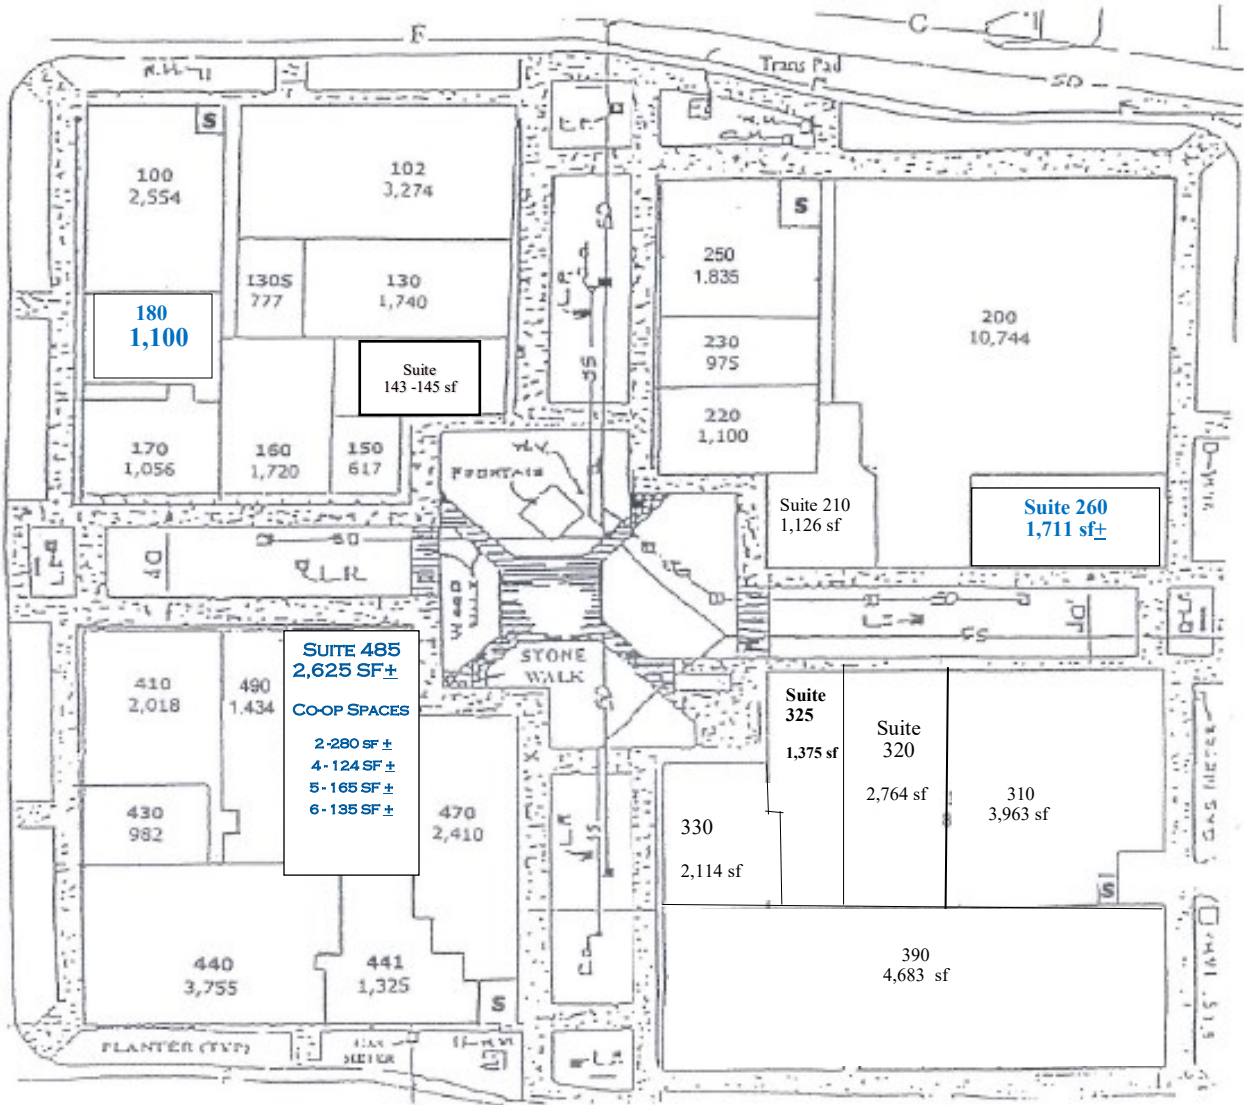 F
C
Trans Pad
SD
S
100
2,554
102
3,274
130S
777
130
1,740
180
1,100
Suite
143 -145 sf
170
1,056
160
1,720
150
617
S
250
1.835
200
10,744
230
975
220
1,100
Suite 210
1,126 sf
Suite 260
1,711 sf±
FOUNTAIN
SS
L-R
WOOD
WALK
STONE
WALK
410
2,018
490
1.434
SUITE 485
2,625 SF±
CO-OP SPACES
2 -280 SF ±
4 - 124 SF ±
5 - 165 SF ±
6 - 135 SF ±
430
982
470
2,410
440
3,755
441
1,325
S
Suite
325
1,375 sf
Suite
320
2,764 sf
310
3,963 sf
330
2,114 sf
S
390
4,683 sf
GAS METER
PLANTER (TYP)
GAS
METER